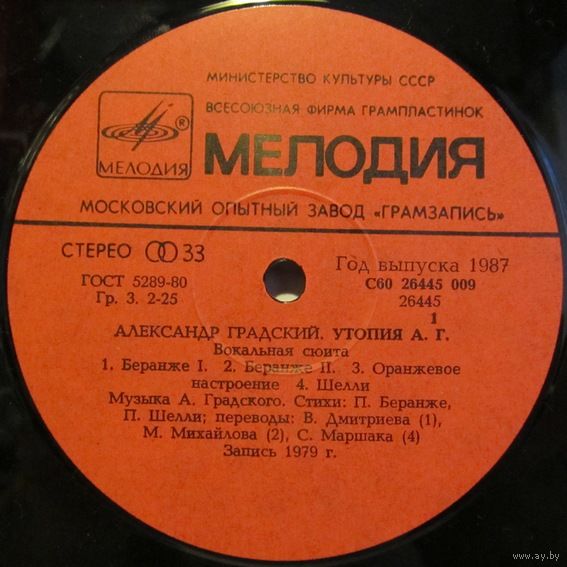 МИНИСТЕРСТВО КУЛЬТУРЫ СССР
ВСЕСОЮЗНАЯ ФИРМА ГРАМПЛАСТИНОК
®
МЕЛОДИЯ
МЕЛОДИЯ
МОСКОВСКИЙ ОПЫТНЫЙ ЗАВОД «ГРАМЗАПИСЬ»
СТЕРЕО 33
Год выпуска 1987
ГОСТ 5289-80
С60 26445 009
Гр. 3. 2-25
26445
1
АЛЕКСАНДР ГРАДСКИЙ. УТОПИЯ А. Г.
Вокальная сюита
1. Беранже I. 2. Беранже II. 3. Оранжевое
настроение 4. Шелли
Музыка А. Градского. Стихи: П. Беранже,
П. Шелли; переводы: В. Дмитриева (1),
М. Михайлова (2), С. Маршака (4)
Запись 1979 г.
www.ay.by